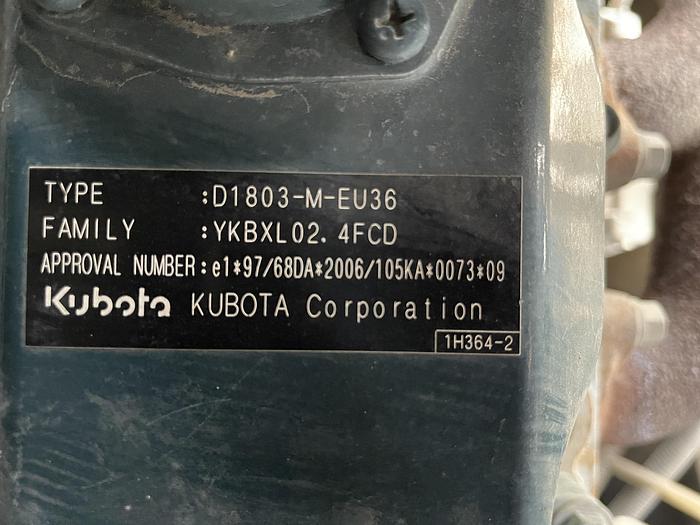 TYPE :D1803-M-EU36
FAMILY :YKBXL02.4FCD
APPROVAL NUMBER:e1*97/68DA*2006/105KA*0073*09
Kubota KUBOTA Corporation
1H364-2